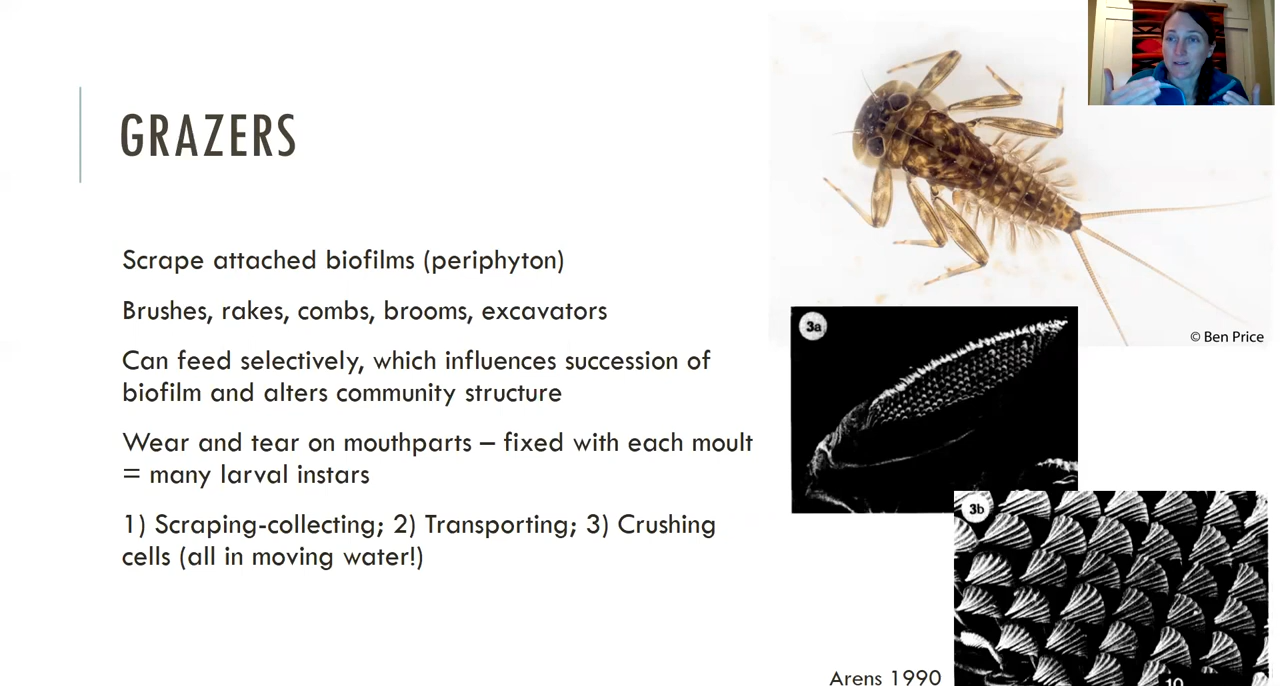 GRAZERS
Scrape attached biofilms (periphyton)
Brushes, rakes, combs, brooms, excavators
Can feed selectively, which influences succession of
biofilm and alters community structure
Wear and tear on mouthparts – fixed with each moult
= many larval instars
1) Scraping-collecting; 2) Transporting; 3) Crushing
cells (all in moving water!)
© Ben Price
3a
3b
10
Arens 1990